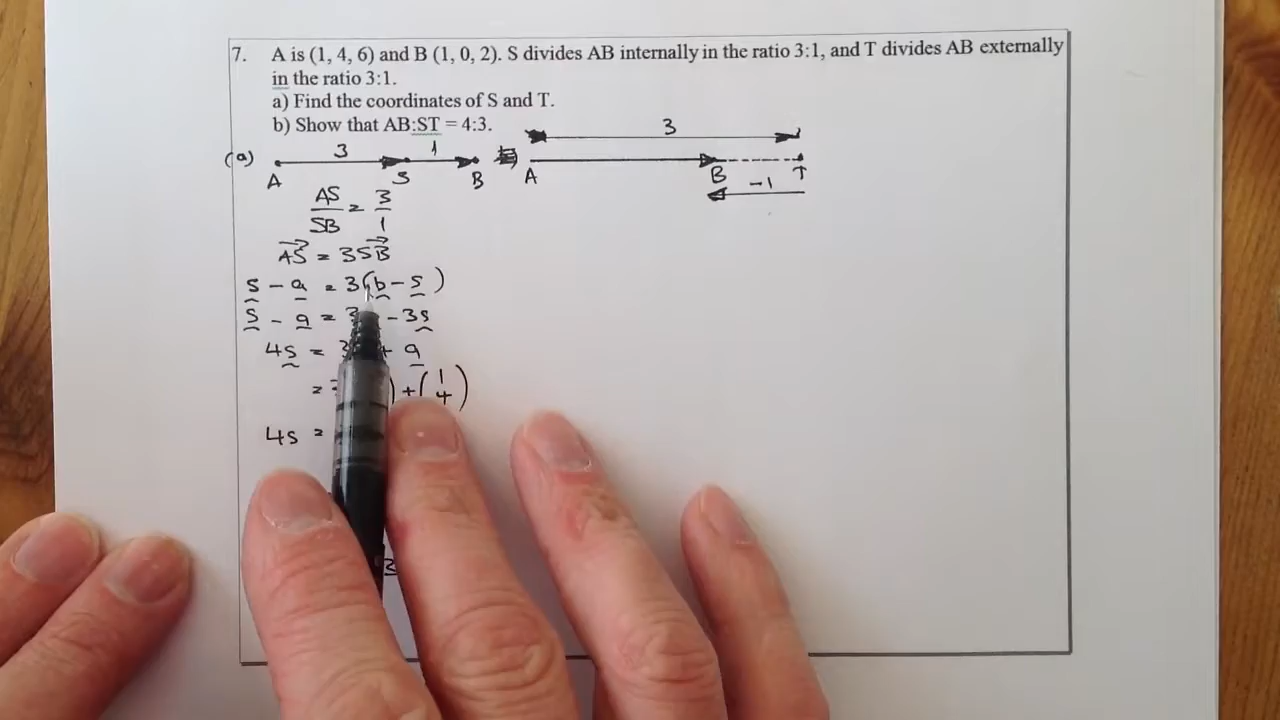 7. A is (1, 4, 6) and B (1, 0, 2). S divides AB internally in the ratio 3:1, and T divides AB externally
in the ratio 3:1.
a) Find the coordinates of S and T.
b) Show that AB:ST = 4:3.
(a) 3 1
A S B
AS/SB = 3/1
AS = 3SB
s - a = 3(b - s)
s - a = - 3s
4s = + a
= + (1 4)
4s =
3
A B T
-1